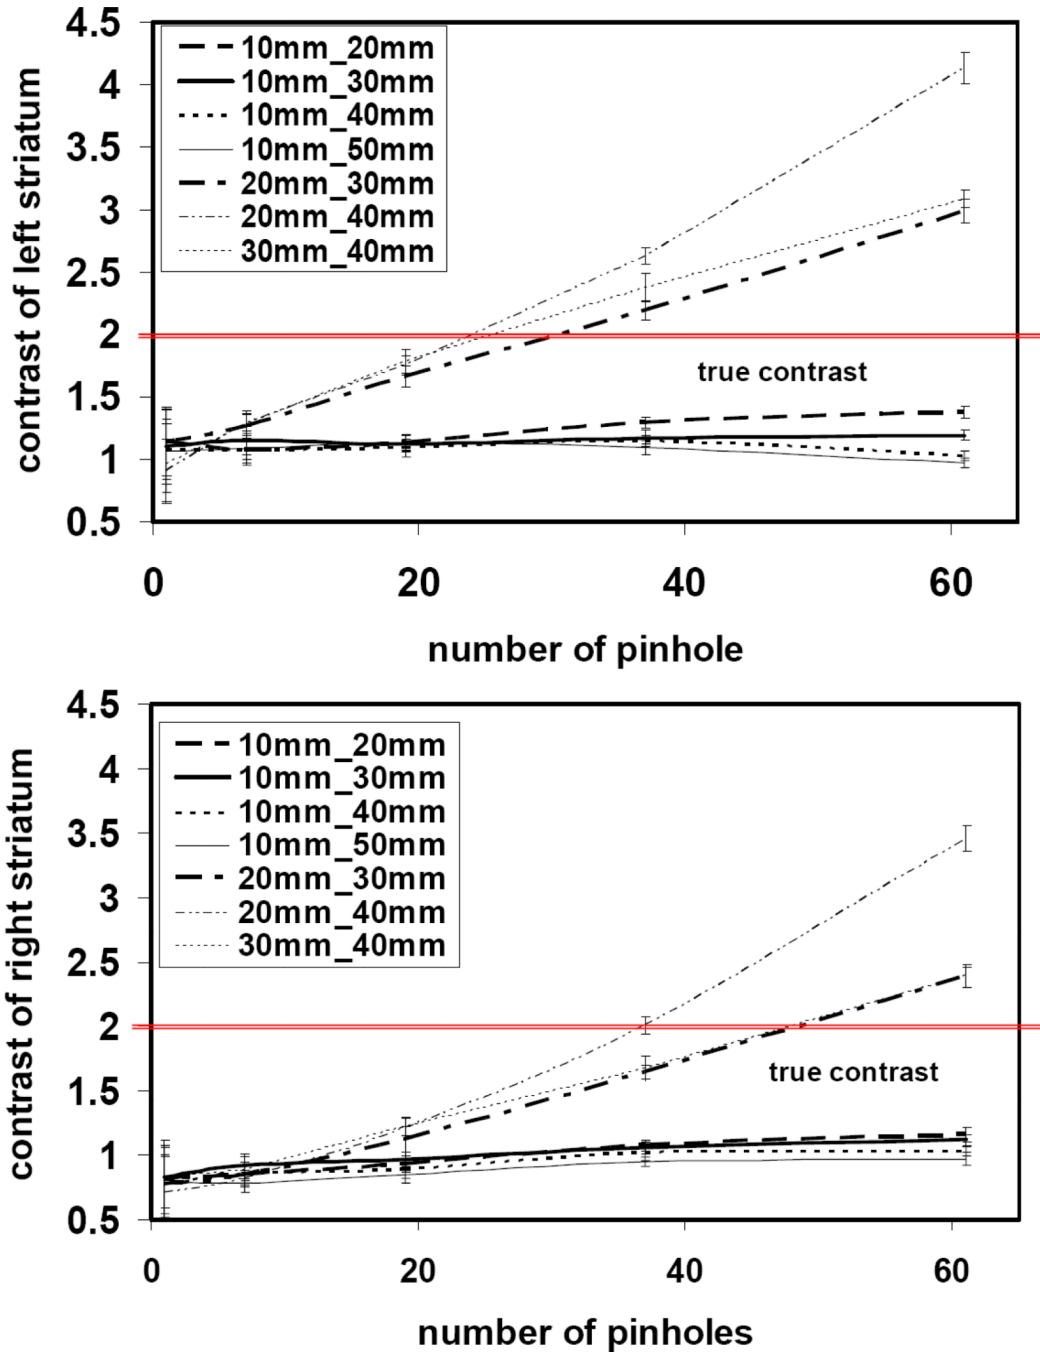 4.5
4
3.5
3
2.5
2
1.5
1
0.5
contrast of left striatum
10mm_20mm
10mm_30mm
10mm_40mm
10mm_50mm
20mm_30mm
20mm_40mm
30mm_40mm
true contrast
0 20 40 60
number of pinhole
4.5
4
3.5
3
2.5
2
1.5
1
0.5
contrast of right striatum
10mm_20mm
10mm_30mm
10mm_40mm
10mm_50mm
20mm_30mm
20mm_40mm
30mm_40mm
true contrast
0 20 40 60
number of pinholes